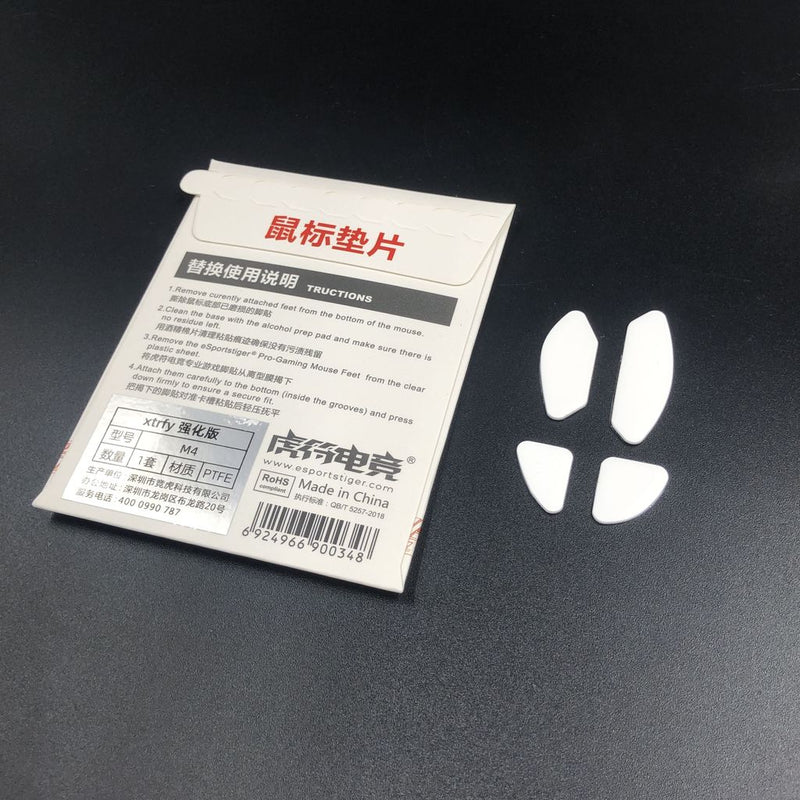 鼠标垫片
替换使用说明 TRUCTIONS
1.Remove curently attached feet from the bottom of the mouse.
撕除鼠标底部已磨损的脚贴
2.Clean the base with the alcohol prep pad and make sure there is
no residue left.
用酒精棉片清理粘贴痕迹确保没有污渍残留
3.Remove the eSportstiger® Pro-Gaming Mouse Feet from the clear
plastic sheet.
将虎符电竞专业游戏脚贴从离型膜揭下
4.Attach them carefully to the bottom (inside the grooves) and press
down firmly to ensure a secure fit.
把揭下的脚贴对准卡槽粘贴后轻压抚平
xtrfy 强化版
型号 M4
数量 1套 材质 PTFE
生产单位：深圳市竞虎科技有限公司
办公地址：深圳市龙岗区布龙路20号
服务电话：400 0990 787
虎符电竞®
www.esportstiger.com
RoHS
compliant
Made in China
执行标准：QB/T 5257-2018
6924966900348